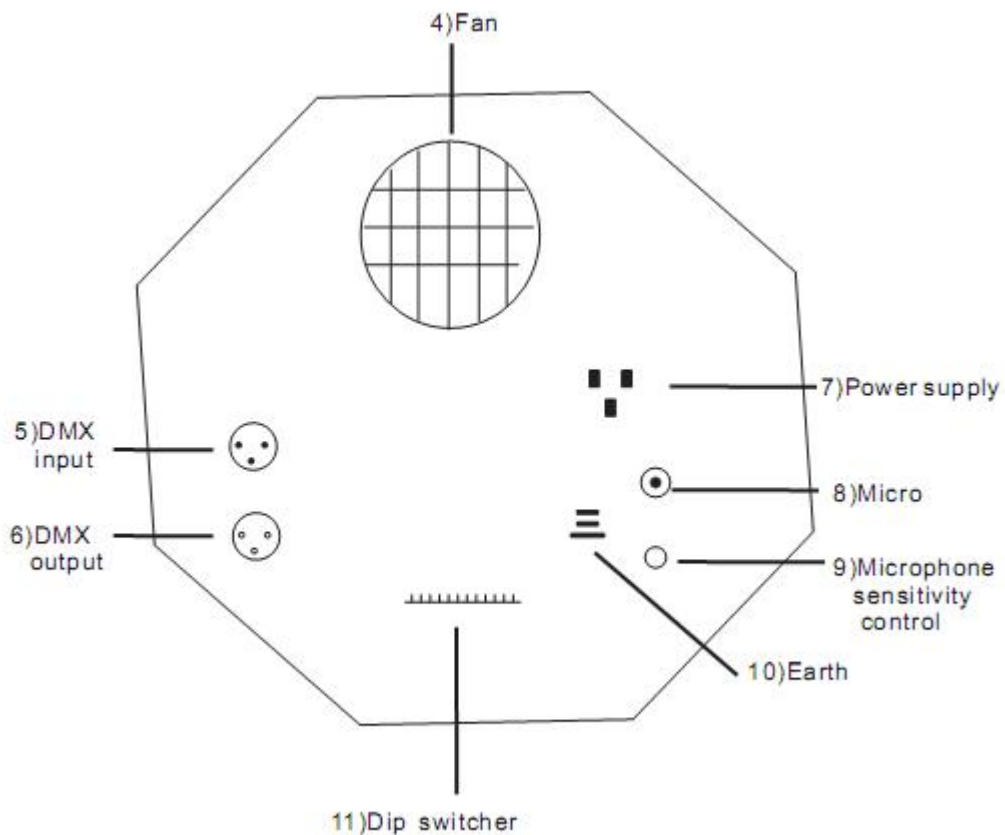 4)Fan
5)DMX
input
6)DMX
output
7)Power supply
8)Micro
9)Microphone
sensitivity
control
10)Earth
11)Dip switcher